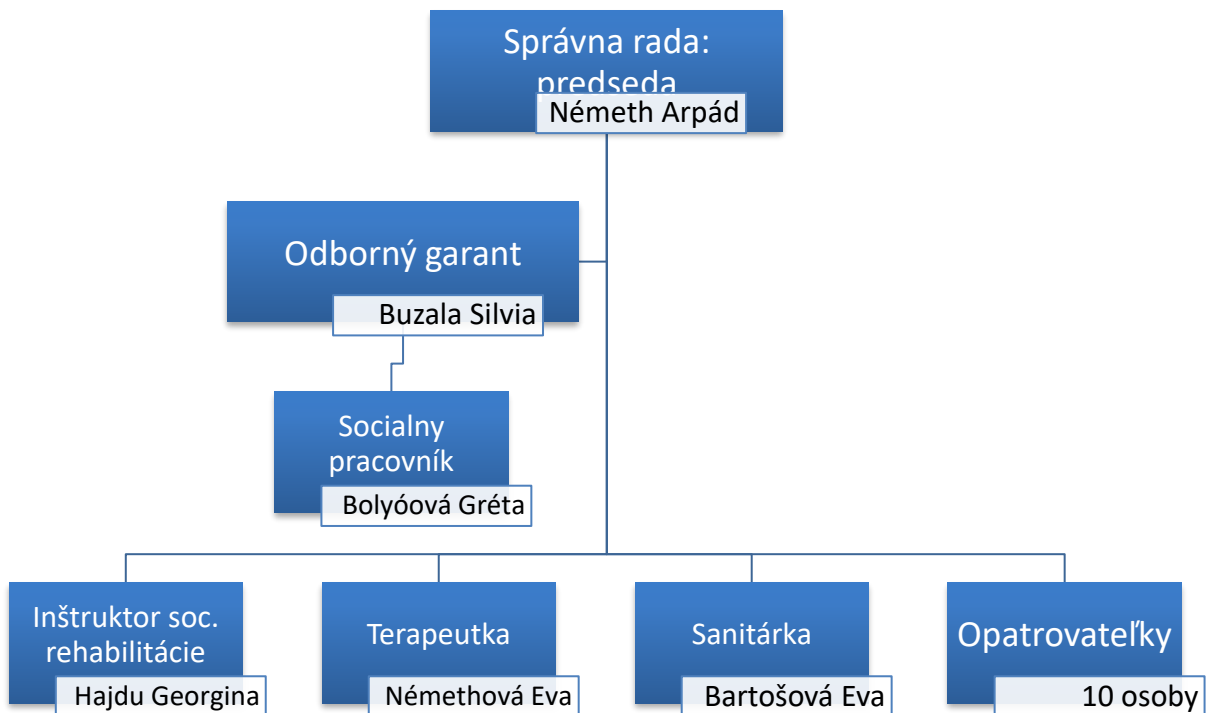 Správna rada:
predseda
Németh Arpád
Odborný garant
Buzala Silvia
Socialny
pracovník
Bolyóová Gréta
Inštruktor soc.
rehabilitácie
Hajdu Georgina
Terapeutka
Némethová Eva
Sanitárka
Bartošová Eva
Opatrovateľky
10 osoby